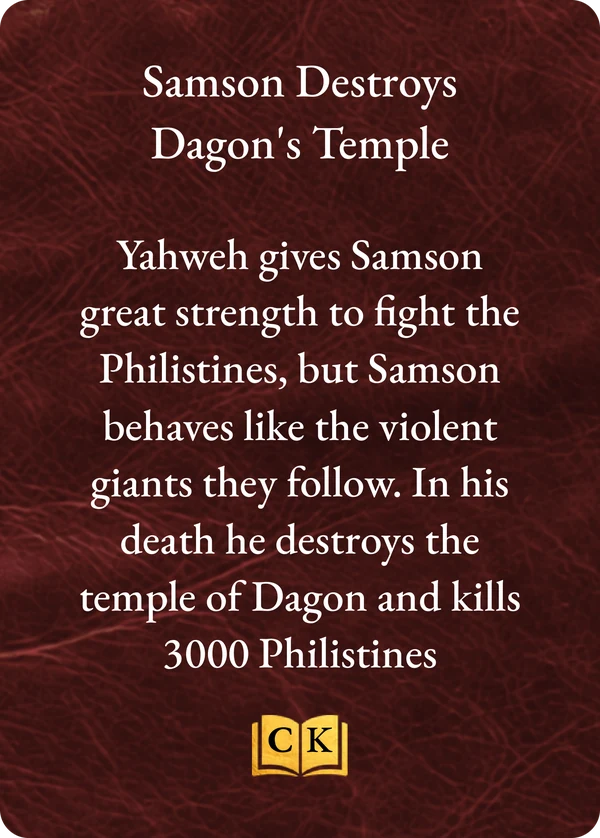 Samson Destroys
Dagon's Temple
Yahweh gives Samson
great strength to fight the
Philistines, but Samson
behaves like the violent
giants they follow. In his
death he destroys the
temple of Dagon and kills
3000 Philistines
C K